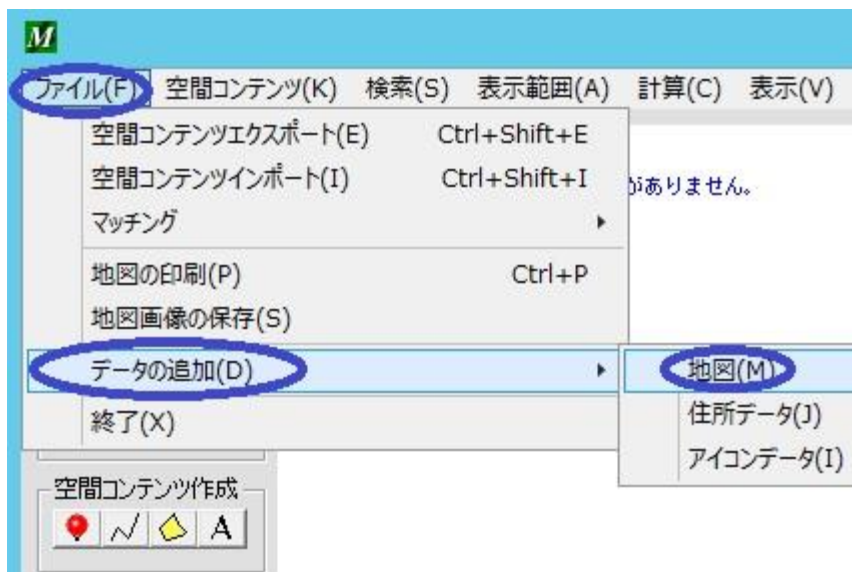 M
ファイル(F) 空間コンテンツ(K) 検索(S) 表示範囲(A) 計算(C) 表示(V)
空間コンテンツエクスポート(E) Ctrl+Shift+E
空間コンテンツインポート(I) Ctrl+Shift+I
がありません。
マッチング
地図の印刷(P) Ctrl+P
地図画像の保存(S)
データの追加(D)
地図(M)
住所データ(J)
終了(X)
アイコンデータ(I)
空間コンテンツ作成
A